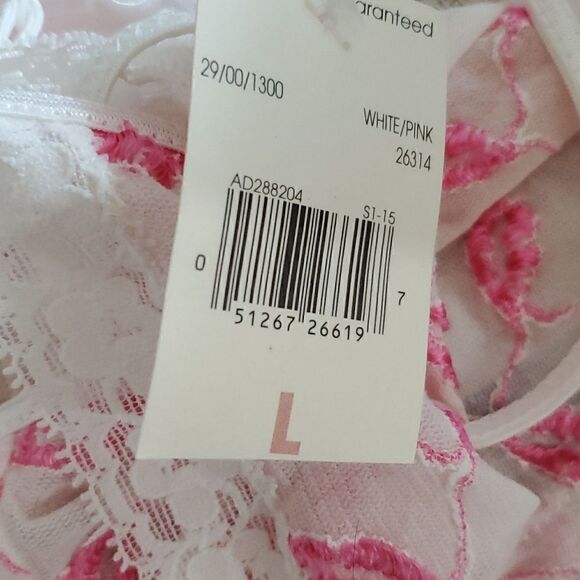 aranteed
29/00/1300
WHITE/PINK
26314
AD288204
S1-15
0 51267 26619 7
L